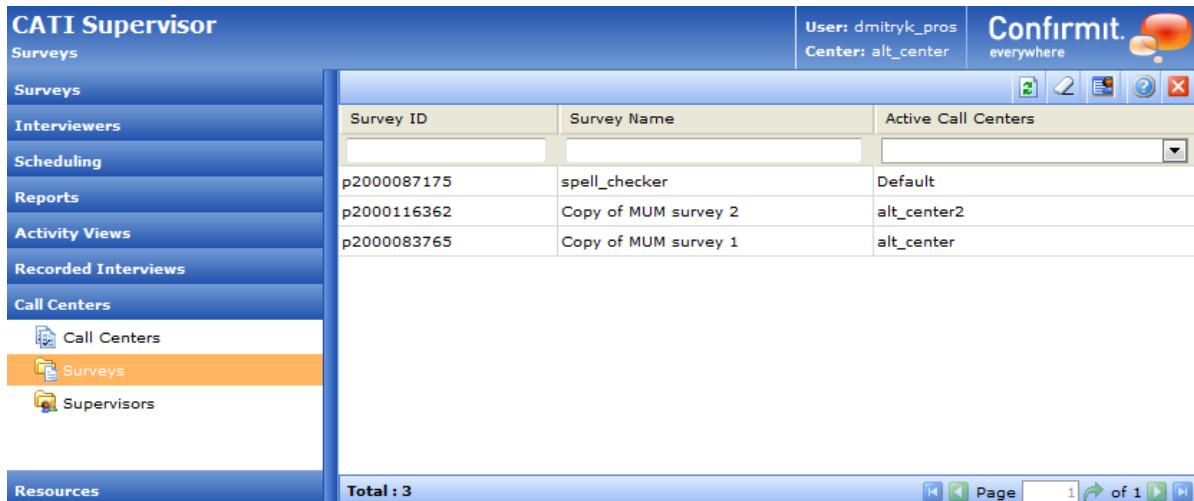 CATI Supervisor
Surveys
User: dmitryk_pros
Center: alt_center
Confirmit.
everywhere
Surveys
Interviewers
Scheduling
Reports
Activity Views
Recorded Interviews
Call Centers
Call Centers
Surveys
Supervisors
Resources
Survey ID Survey Name Active Call Centers
p2000087175 spell_checker Default
p2000116362 Copy of MUM survey 2 alt_center2
p2000083765 Copy of MUM survey 1 alt_center
Total : 3 Page 1 of 1